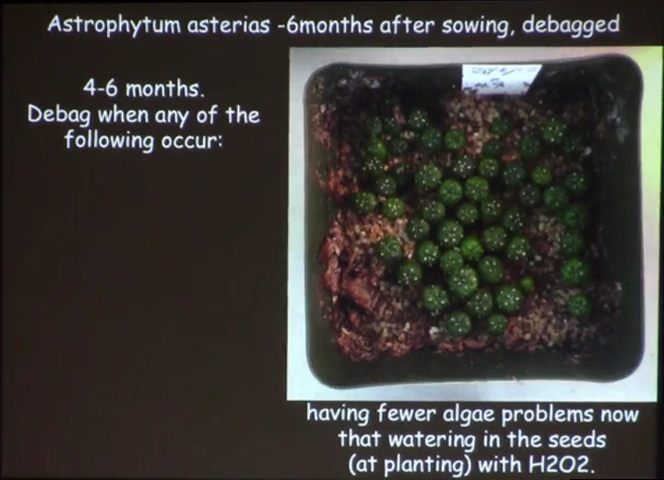 Astrophytum asterias -6months after sowing, debagged
4-6 months.
Debag when any of the
following occur:
having fewer algae problems now
that watering in the seeds
(at planting) with H2O2.